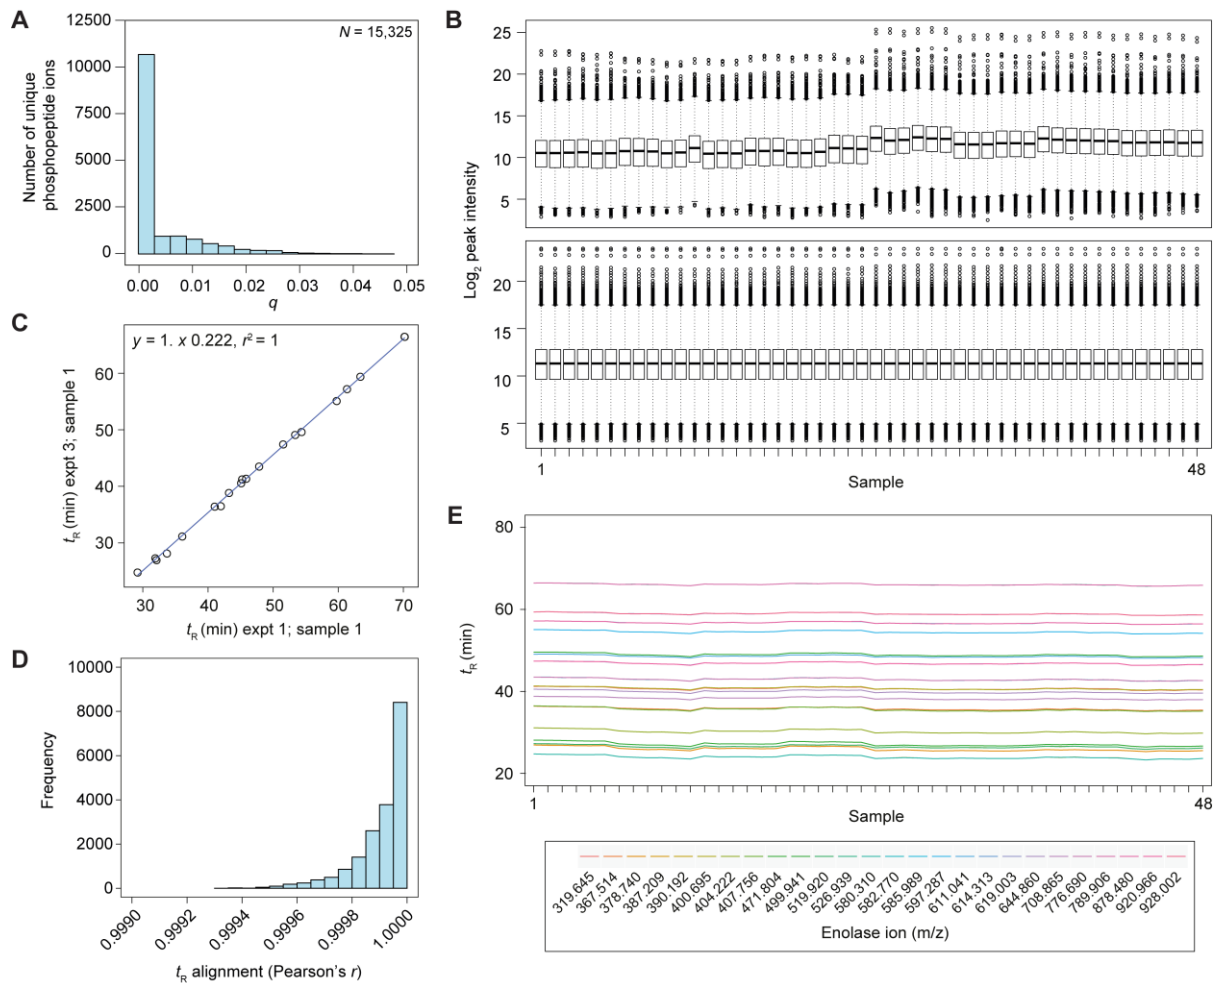 A
N = 15,325
Number of unique
phosphopeptide ions
12500
10000
7500
5000
2500
0
0.00 0.01 0.02 0.03 0.04 0.05
q
B
Log2 peak intensity
25
20
15
10
5
20
15
10
5
1 48
Sample
C
y = 1. x 0.222, r² = 1
tR (min) expt 3; sample 1
60
50
40
30
30 40 50 60 70
tR (min) expt 1; sample 1
D
Frequency
10000
8000
6000
4000
2000
0
0.9990 0.9992 0.9994 0.9996 0.9998 1.0000
tR alignment (Pearson's r)
E
tR (min)
80
60
40
20
1 48
Sample
319.645 367.514 378.740 387.209 390.192 400.695 404.222 407.756 471.804 499.941 519.920 526.939 580.310 582.770 585.989 597.287 611.041 614.313 619.003 644.860 708.865 776.690 789.906 878.480 920.966 928.002
Enolase ion (m/z)